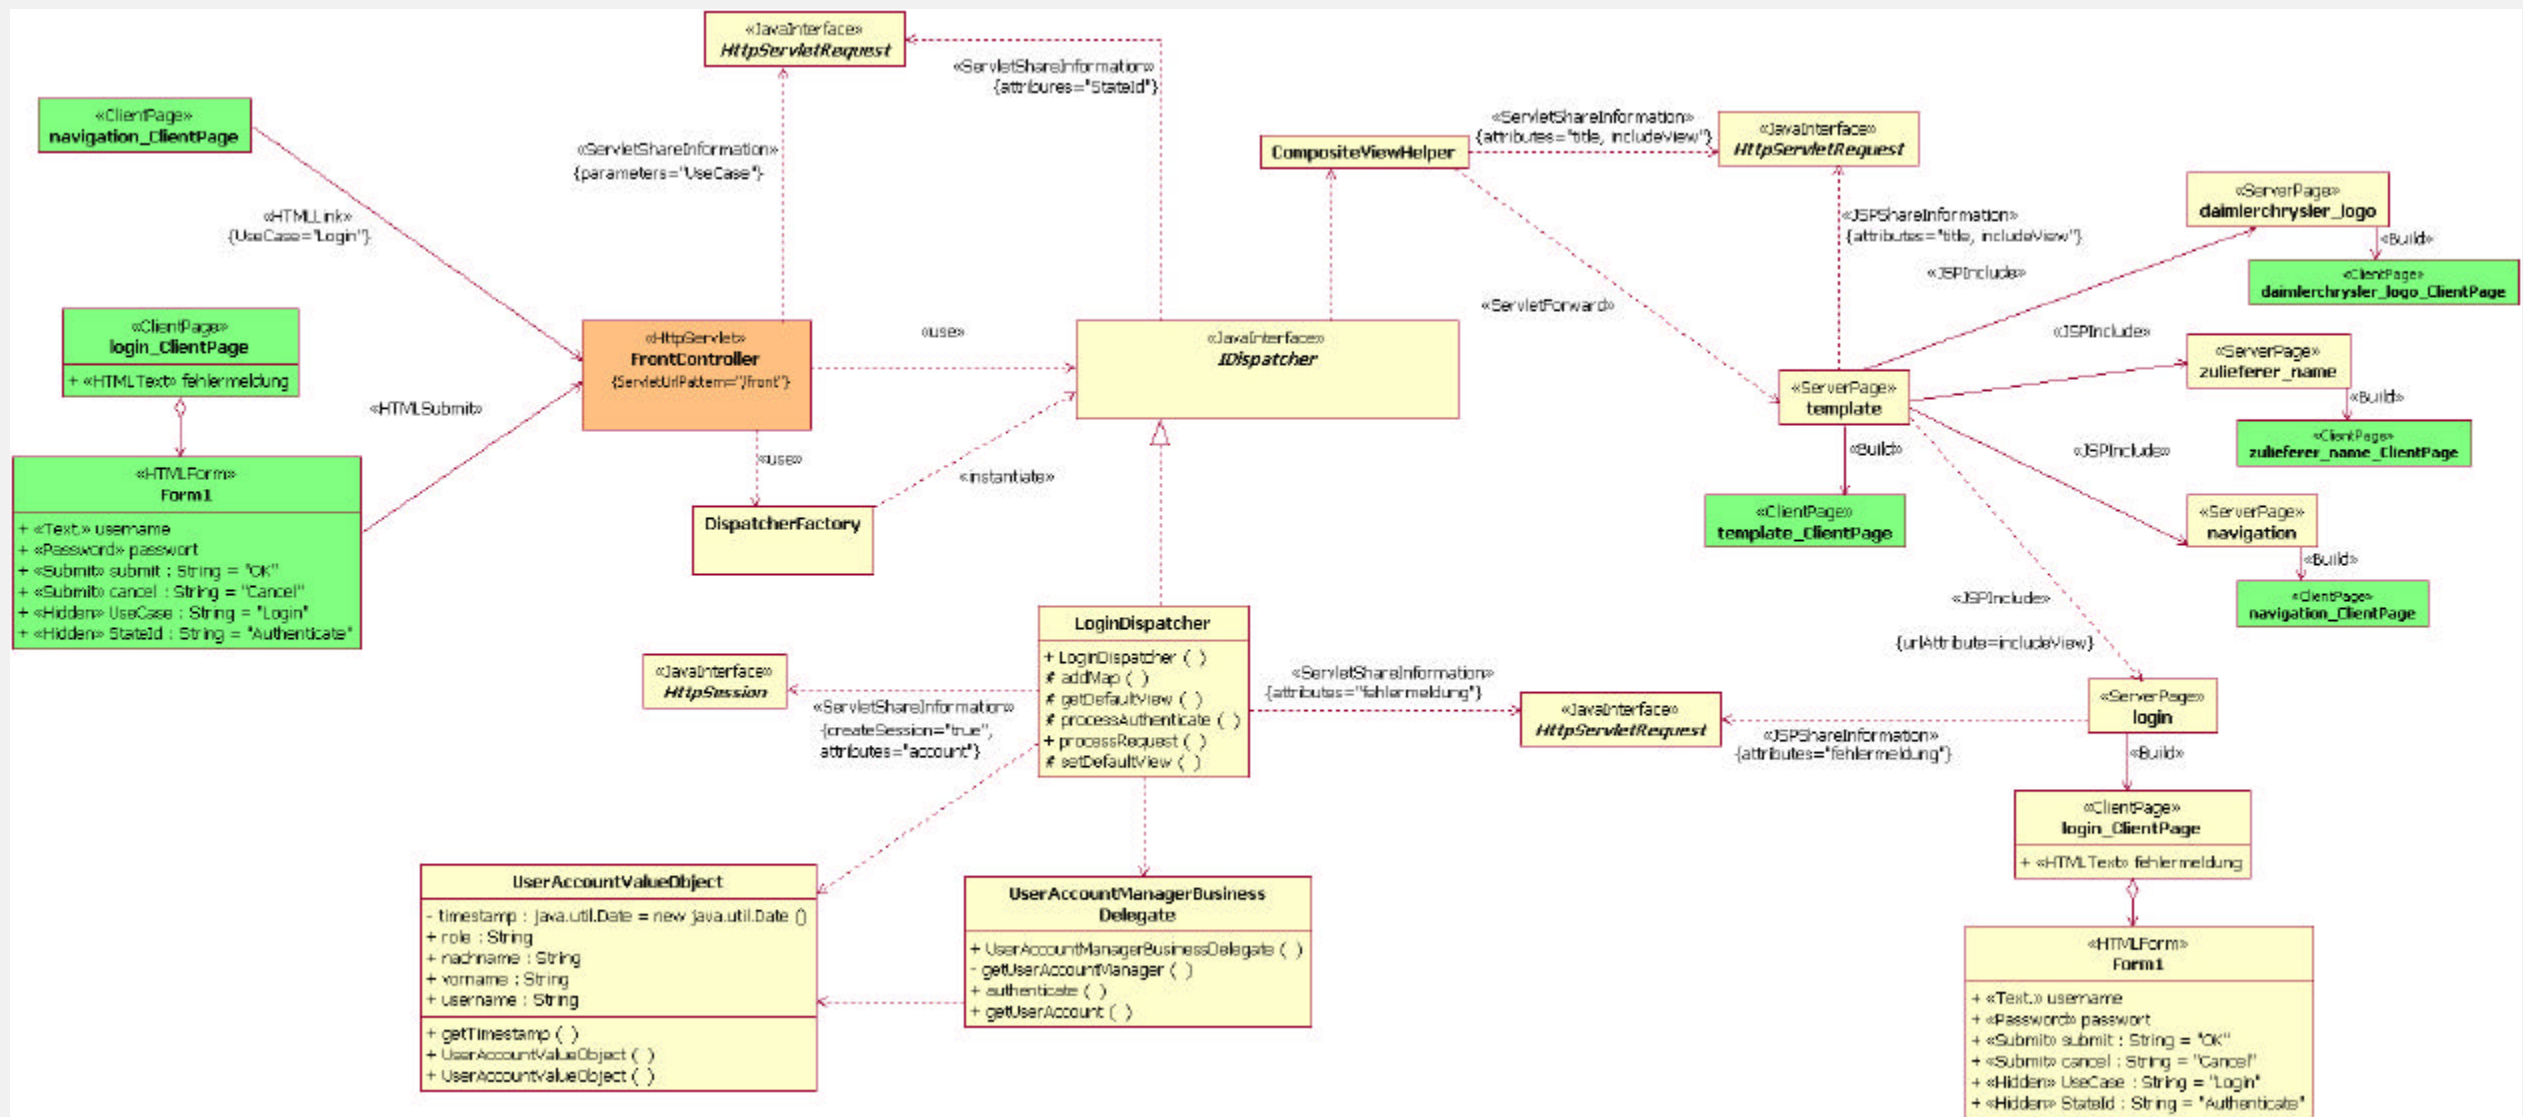 «JavaInterface»
HttpServletRequest
«ServletShareInformation»
{attribures="StateId"}
«ClientPage»
navigation_ClientPage
«ServletShareInformation»
{parameters="UseCase"}
«HTMLLink»
{UseCase="Login"}
«ClientPage»
login_ClientPage
+ «HTMLText» fehlermeldung
«HTMLSubmit»
«HTMLForm»
Form1
+ «Text.» username
+ «Password» passwort
+ «Submit» submit : String = "OK"
+ «Submit» cancel : String = "Cancel"
+ «Hidden» UseCase : String = "Login"
+ «Hidden» StateId : String = "Authenticate"
«HttpServlet»
FrontController
{ServletUrlPattern="/front"}
«use»
«use»
«JavaInterface»
IDispatcher
«instantiate»
DispatcherFactory
CompositeViewHelper
«ServletShareInformation»
{attributes="title, includeView"}
«JavaInterface»
HttpServletRequest
«JSPShareInformation»
{attributes="title, includeView"}
«ServletForward»
«ServerPage»
template
«Build»
«ClientPage»
template_ClientPage
«JSPInclude»
«ServerPage»
daimlerchrysler_logo
«Build»
«ClientPage»
daimlerchrysler_logo_ClientPage
«JSPInclude»
«ServerPage»
zulieferer_name
«Build»
«ClientPage»
zulieferer_name_ClientPage
«JSPInclude»
«ServerPage»
navigation
«Build»
«ClientPage»
navigation_ClientPage
«JSPInclude»
{urlAttribute=includeView}
LoginDispatcher
+ LoginDispatcher ( )
# addMap ( )
# getDefaultView ( )
# processAuthenticate ( )
+ processRequest ( )
# setDefaultView ( )
«JavaInterface»
HttpSession
«ServletShareInformation»
{createSession="true",
attributes="account"}
«ServletShareInformation»
{attributes="fehlermeldung"}
«JavaInterface»
HttpServletRequest
«JSPShareInformation»
{attributes="fehlermeldung"}
«ServerPage»
login
«Build»
«ClientPage»
login_ClientPage
+ «HTMLText» fehlermeldung
«HTMLForm»
Form1
+ «Text.» username
+ «Password» passwort
+ «Submit» submit : String = "OK"
+ «Submit» cancel : String = "Cancel"
+ «Hidden» UseCase : String = "Login"
+ «Hidden» StateId : String = "Authenticate"
UserAccountValueObject
- timestamp : java.util.Date = new java.util.Date ()
+ role : String
+ nachname : String
+ vorname : String
+ username : String
+ getTimestamp ( )
+ UserAccountValueObject ( )
+ UserAccountValueObject ( )
UserAccountManagerBusiness
Delegate
+ UserAccountManagerBusinessDelegate ( )
- getUserAccountManager ( )
+ authenticate ( )
+ getUserAccount ( )